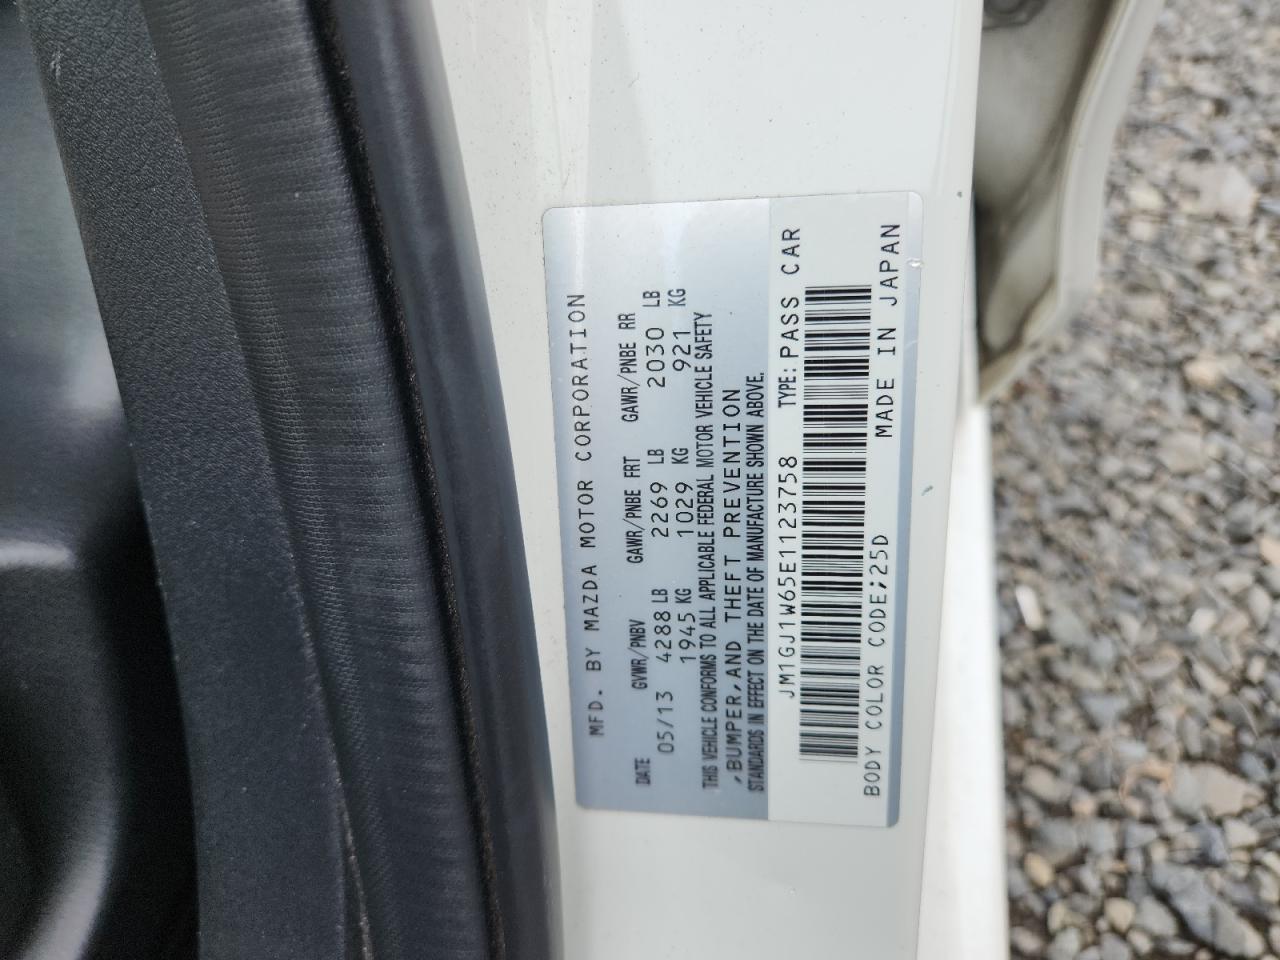 MFD. BY MAZDA MOTOR CORPORATION
DATE GVWR/PNBV GAWR/PNBE FRT GAWR/PNBE RR
05/13 4288 LB 2269 LB 2030 LB
1945 KG 1029 KG 921 KG
THIS VEHICLE CONFORMS TO ALL APPLICABLE FEDERAL MOTOR VEHICLE SAFETY
,BUMPER,AND THEFT PREVENTION
STANDARDS IN EFFECT ON THE DATE OF MANUFACTURE SHOWN ABOVE.
JM1GJ1W65E1123758 TYPE: PASS CAR
BODY COLOR CODE;25D MADE IN JAPAN